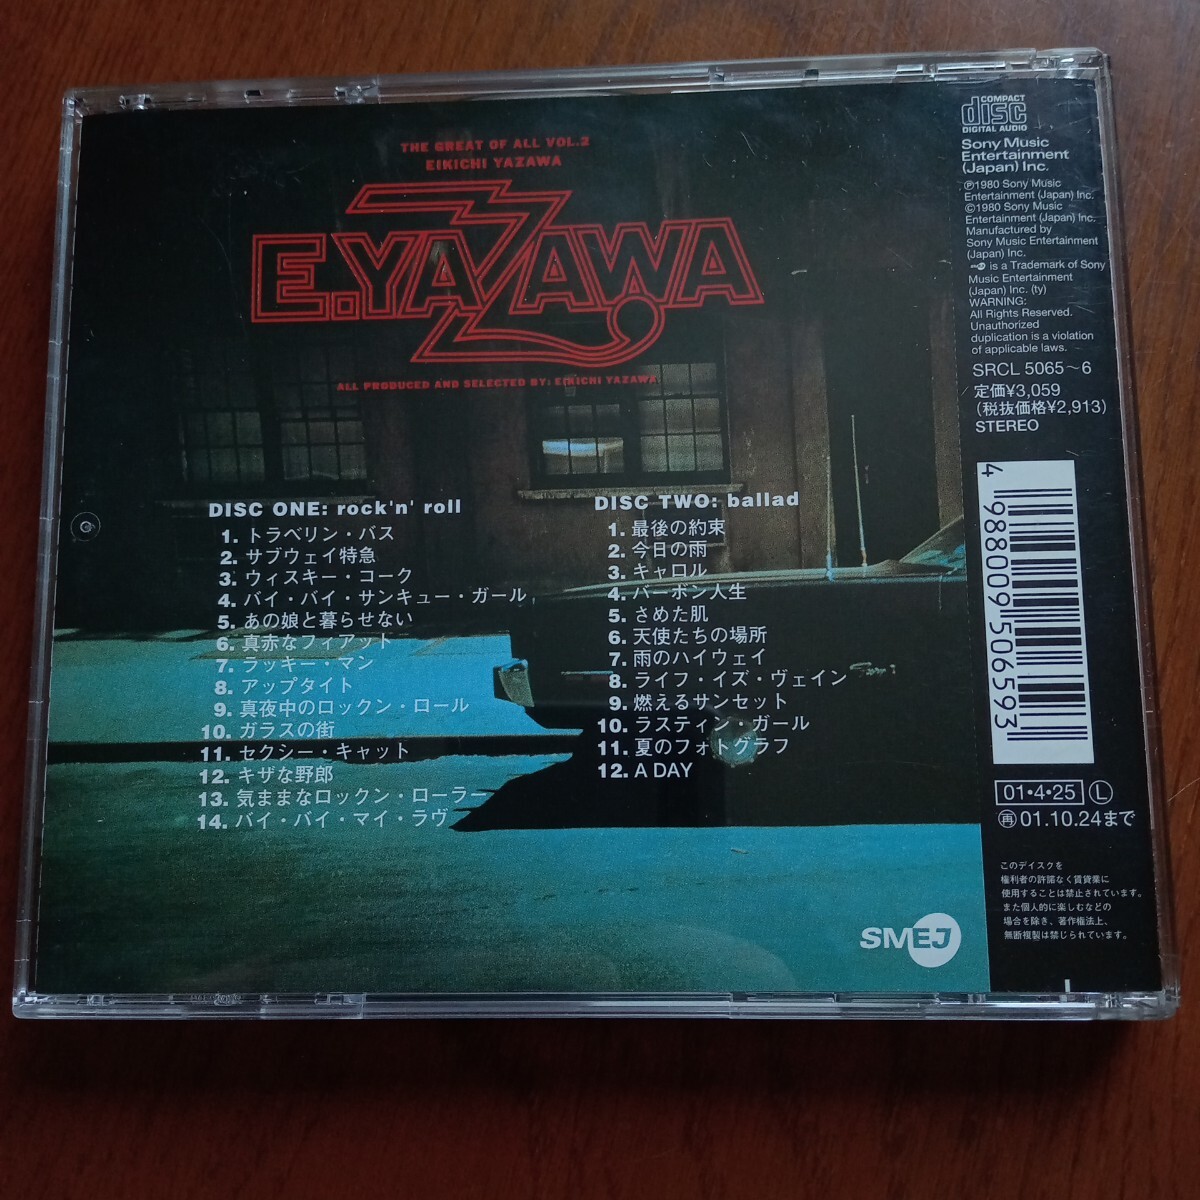 THE GREAT OF ALL VOL.2
EIKICHI YAZAWA
E.YAZAWA
ALL PRODUCED AND SELECTED BY: EIKICHI YAZAWA
DISC ONE: rock'n' roll
1. トラベリン・バス
2. サブウェイ特急
3. ウィスキー・コーク
4. バイ・バイ・サンキュー・ガール
5. あの娘と暮らせない
6. 真赤なフィアット
7. ラッキー・マン
8. アップタイト
9. 真夜中のロックン・ロール
10. ガラスの街
11. セクシー・キャット
12. キザな野郎
13. 気ままなロックン・ローラー
14. バイ・バイ・マイ・ラヴ
DISC TWO: ballad
1. 最後の約束
2. 今日の雨
3. キャロル
4. バーボン人生
5. さめた肌
6. 天使たちの場所
7. 雨のハイウェイ
8. ライフ・イズ・ヴェイン
9. 燃えるサンセット
10. ラスティン・ガール
11. 夏のフォトグラフ
12. A DAY
SMEJ
COMPACT
disc
DIGITAL AUDIO
Sony Music
Entertainment
(Japan) Inc.
Ⓟ1980 Sony Music
Entertainment (Japan) Inc.
©1980 Sony Music
Entertainment (Japan) Inc.
Manufactured by
Sony Music Entertainment
(Japan) Inc.
is a Trademark of Sony
Music Entertainment
(Japan) Inc. (ty)
WARNING:
All Rights Reserved.
Unauthorized
duplication is a violation
of applicable laws.
SRCL 5065～6
定価¥3,059
(税抜価格¥2,913)
STEREO
4 988009 506593
01・4・25 Ⓛ
㊢01.10.24まで
このディスクを
権利者の許諾なく賃貸業に
使用することは禁止されています。
また個人的に楽しむなどの
場合を除き、著作権法上、
無断複製は禁じられています。